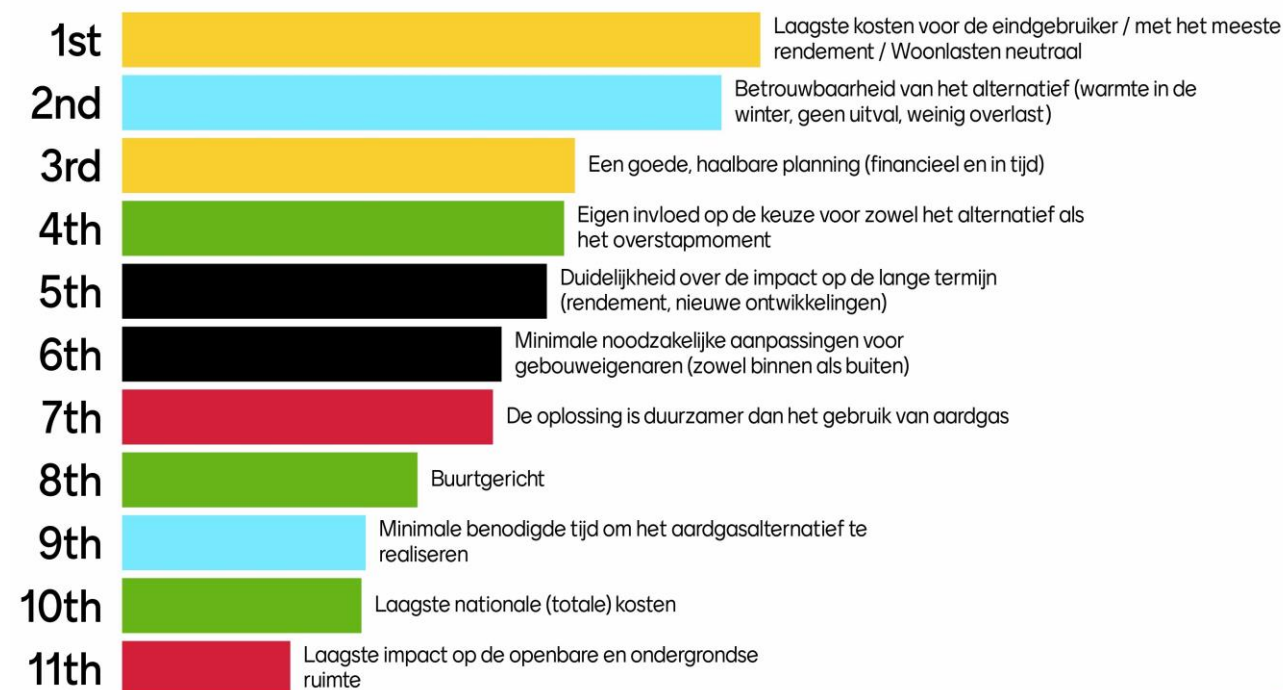 1st
Laagste kosten voor de eindgebruiker / met het meeste
rendement / Woonlasten neutraal
2nd
Betrouwbaarheid van het alternatief (warmte in de
winter, geen uitval, weinig overlast)
3rd
Een goede, haalbare planning (financieel en in tijd)
4th
Eigen invloed op de keuze voor zowel het alternatief als
het overstapmoment
5th
Duidelijkheid over de impact op de lange termijn
(rendement, nieuwe ontwikkelingen)
6th
Minimale noodzakelijke aanpassingen voor
gebouweigenaren (zowel binnen als buiten)
7th
De oplossing is duurzamer dan het gebruik van aardgas
8th
Buurtgericht
9th
Minimale benodigde tijd om het aardgasalternatief te
realiseren
10th
Laagste nationale (totale) kosten
11th
Laagste impact op de openbare en ondergrondse
ruimte